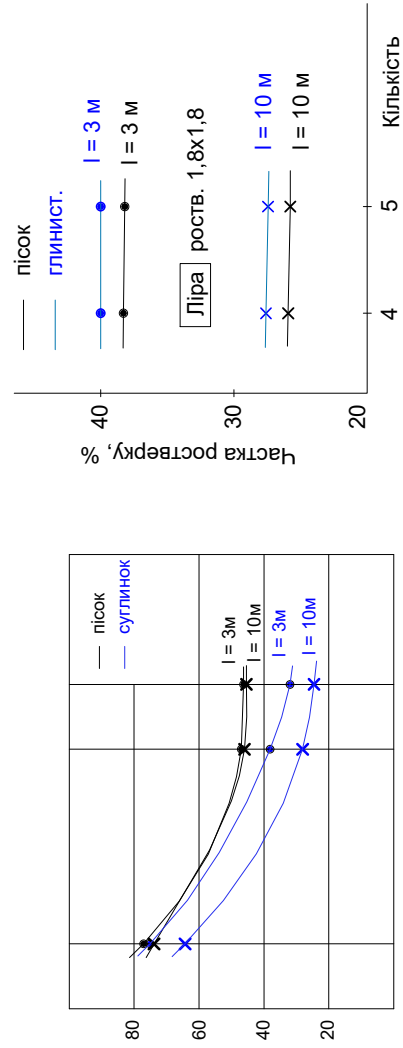 пісок
суглинок
l = 3м
l = 10м
l = 3м
l = 10м
80
60
40
20
пісок
глинист.
l = 3 м
l = 3 м
Ліра роств. 1,8х1,8
l = 10 м
l = 10 м
Частка ростверку, %
40
30
20
4
5
Кількість